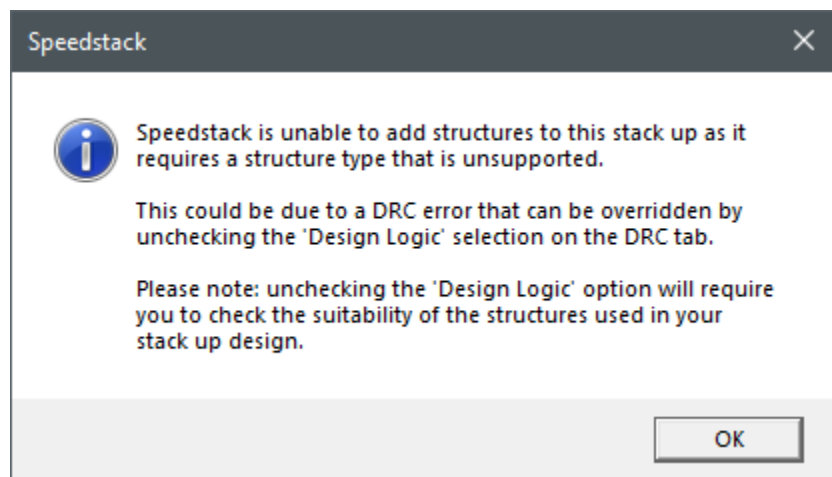 Speedstack
Speedstack is unable to add structures to this stack up as it
requires a structure type that is unsupported.
This could be due to a DRC error that can be overridden by
unchecking the 'Design Logic' selection on the DRC tab.
Please note: unchecking the 'Design Logic' option will require
you to check the suitability of the structures used in your
stack up design.
OK